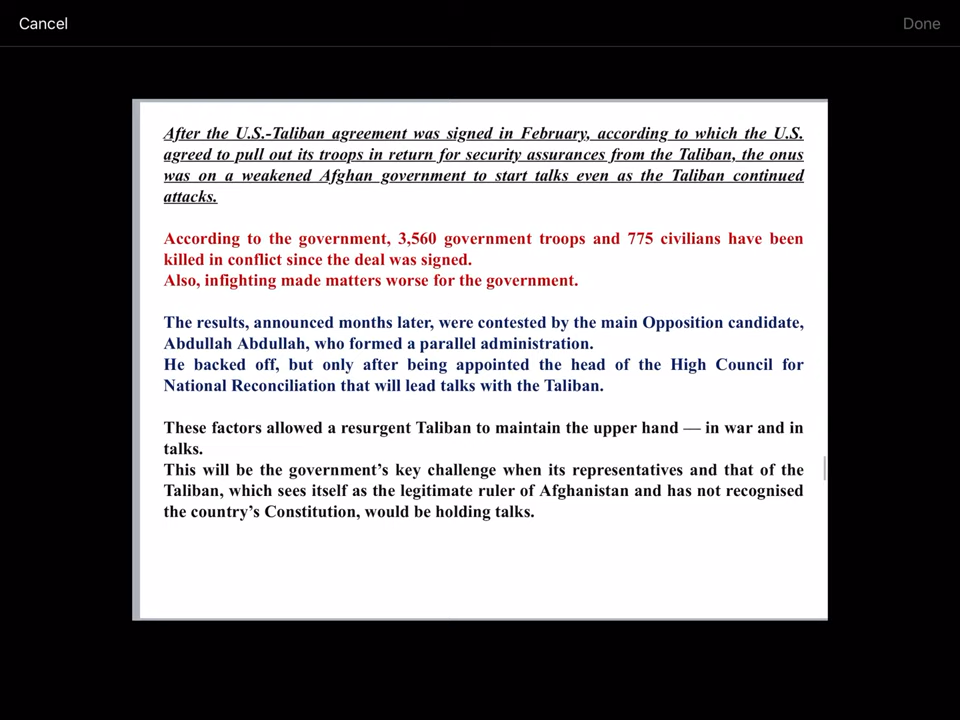 Cancel
Done
After the U.S.-Taliban agreement was signed in February, according to which the U.S.
agreed to pull out its troops in return for security assurances from the Taliban, the onus
was on a weakened Afghan government to start talks even as the Taliban continued
attacks.
According to the government, 3,560 government troops and 775 civilians have been
killed in conflict since the deal was signed.
Also, infighting made matters worse for the government.
The results, announced months later, were contested by the main Opposition candidate,
Abdullah Abdullah, who formed a parallel administration.
He backed off, but only after being appointed the head of the High Council for
National Reconciliation that will lead talks with the Taliban.
These factors allowed a resurgent Taliban to maintain the upper hand — in war and in
talks.
This will be the government’s key challenge when its representatives and that of the
Taliban, which sees itself as the legitimate ruler of Afghanistan and has not recognised
the country’s Constitution, would be holding talks.